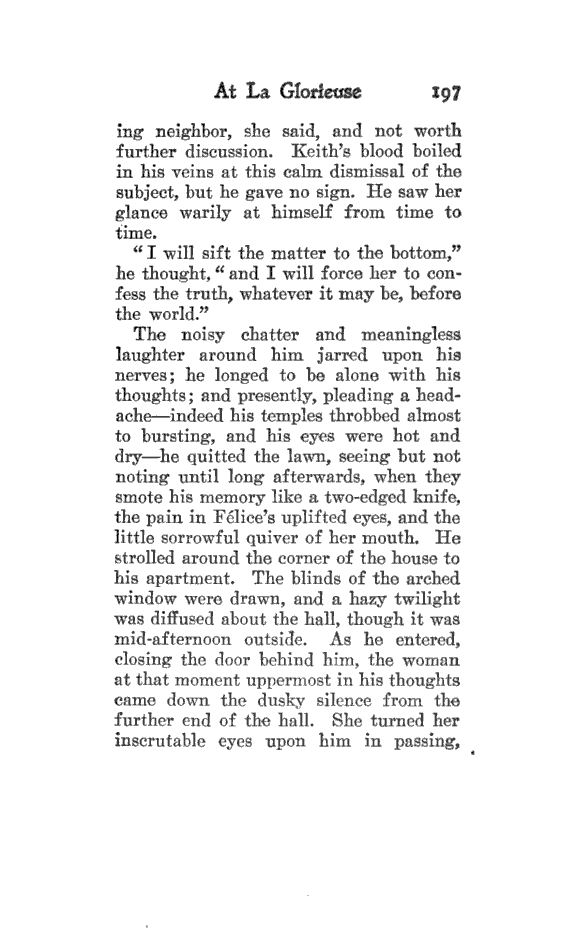 At La Glorieuse 197
ing neighbor, she said, and not worth
further discussion. Keith's blood boiled
in his veins at this calm dismissal of the
subject, but he gave no sign. He saw her
glance warily at himself from time to
time.
“I will sift the matter to the bottom,”
he thought, “and I will force her to con-
fess the truth, whatever it may be, before
the world.”
The noisy chatter and meaningless
laughter around him jarred upon his
nerves; he longed to be alone with his
thoughts; and presently, pleading a head-
ache—indeed his temples throbbed almost
to bursting, and his eyes were hot and
dry—he quitted the lawn, seeing but not
noting until long afterwards, when they
smote his memory like a two-edged knife,
the pain in Félice's uplifted eyes, and the
little sorrowful quiver of her mouth. He
strolled around the corner of the house to
his apartment. The blinds of the arched
window were drawn, and a hazy twilight
was diffused about the hall, though it was
mid-afternoon outside. As he entered,
closing the door behind him, the woman
at that moment uppermost in his thoughts
came down the dusky silence from the
further end of the hall. She turned her
inscrutable eyes upon him in passing,